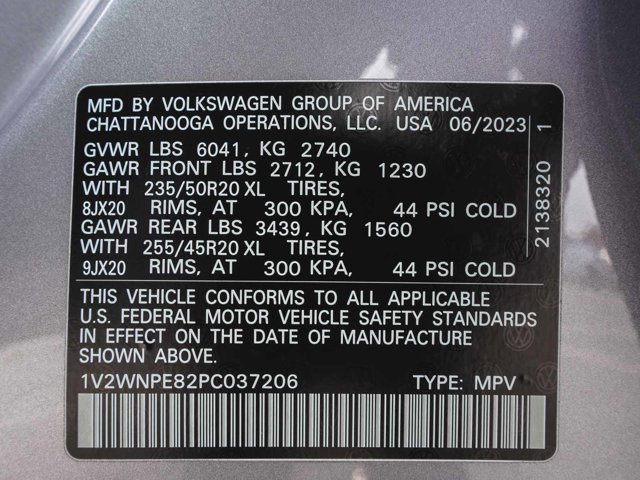 MFD BY VOLKSWAGEN GROUP OF AMERICA
CHATTANOOGA OPERATIONS, LLC. USA 06/2023
GVWR LBS 6041, KG 2740
GAWR FRONT LBS 2712, KG 1230
WITH 235/50R20 XL TIRES,
8JX20 RIMS, AT 300 KPA, 44 PSI COLD
GAWR REAR LBS 3439, KG 1560
WITH 255/45R20 XL TIRES,
9JX20 RIMS, AT 300 KPA, 44 PSI COLD
THIS VEHICLE CONFORMS TO ALL APPLICABLE
U.S. FEDERAL MOTOR VEHICLE SAFETY STANDARDS
IN EFFECT ON THE DATE OF MANUFACTURE
SHOWN ABOVE.
1V2WNPE82PC037206 TYPE: MPV
2138320 1